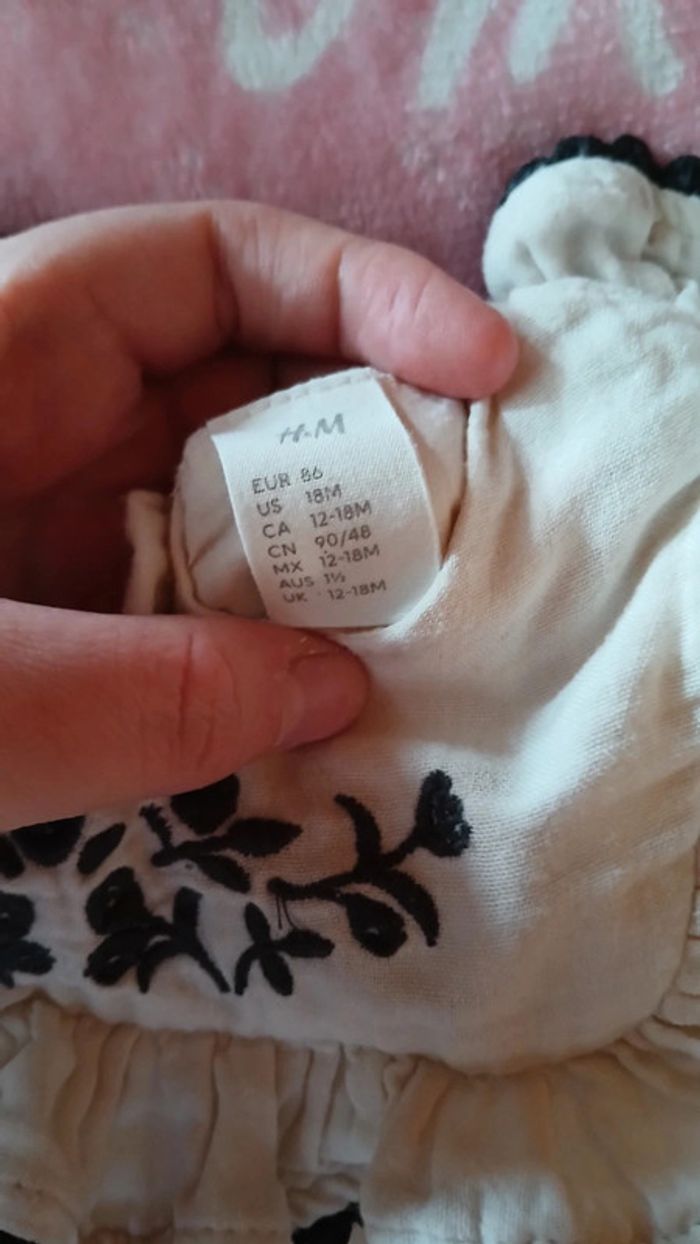 H&M
EUR 86
US 18M
CA 12-18M
CN 90/48
MX 12-18M
AUS 1½
UK 12-18M